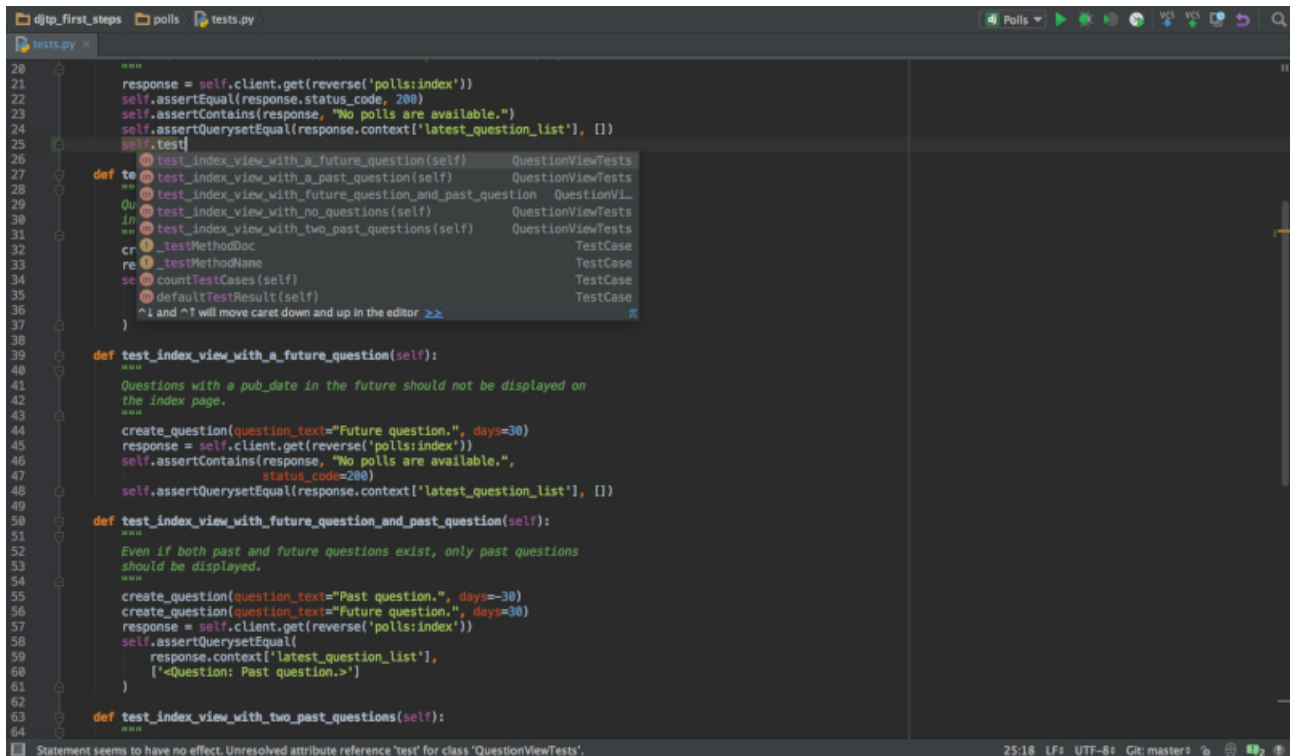 djtp_first_steps polls tests.py Polls
tests.py
20 """
21 response = self.client.get(reverse('polls:index'))
22 self.assertEqual(response.status_code, 200)
23 self.assertContains(response, "No polls are available.")
24 self.assertQuerysetEqual(response.context['latest_question_list'], [])
25 self.test
26 test_index_view_with_a_future_question(self) QuestionViewTests
27 def te test_index_view_with_a_past_question(self) QuestionViewTests
28 """ test_index_view_with_future_question_and_past_question QuestionVi…
29 Qu test_index_view_with_no_questions(self) QuestionViewTests
30 in test_index_view_with_two_past_questions(self) QuestionViewTests
31 """ _testMethodDoc TestCase
32 cr _testMethodName TestCase
33 re countTestCases(self) TestCase
34 se defaultTestResult(self) TestCase
35 ^↓ and ^↑ will move caret down and up in the editor >> π
36
37 )
38
39 def test_index_view_with_a_future_question(self):
40 """
41 Questions with a pub_date in the future should not be displayed on
42 the index page.
43 """
44 create_question(question_text="Future question.", days=30)
45 response = self.client.get(reverse('polls:index'))
46 self.assertContains(response, "No polls are available.",
47 status_code=200)
48 self.assertQuerysetEqual(response.context['latest_question_list'], [])
49
50 def test_index_view_with_future_question_and_past_question(self):
51 """
52 Even if both past and future questions exist, only past questions
53 should be displayed.
54 """
55 create_question(question_text="Past question.", days=-30)
56 create_question(question_text="Future question.", days=30)
57 response = self.client.get(reverse('polls:index'))
58 self.assertQuerysetEqual(
59 response.context['latest_question_list'],
60 ['<Question: Past question.>']
61 )
62
63 def test_index_view_with_two_past_questions(self):
64 """
Statement seems to have no effect. Unresolved attribute reference 'test' for class 'QuestionViewTests'. 25:18 LF÷ UTF-8÷ Git: master÷